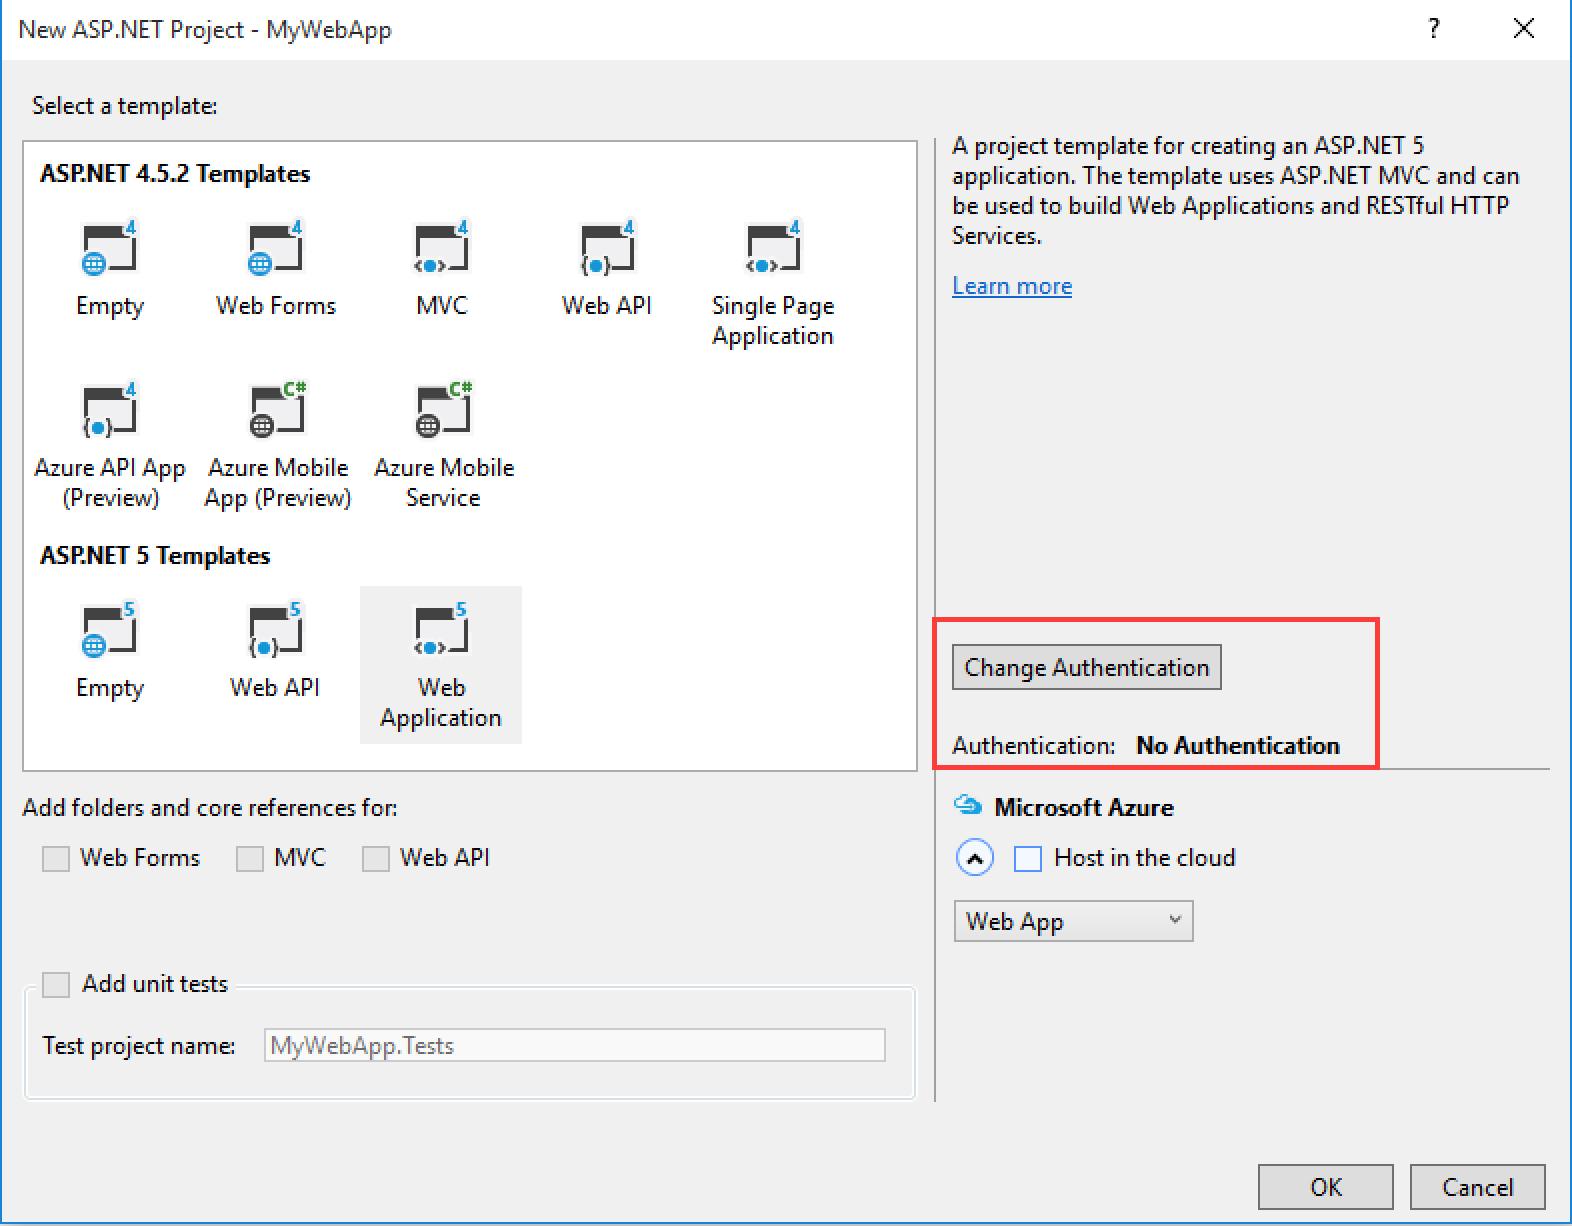 New ASP.NET Project - MyWebApp
?
Select a template:
ASP.NET 4.5.2 Templates
4
4
4
4
4
Empty
Web Forms
MVC
Web API
Single Page
Application
4
C#
C#
Azure API App
(Preview)
Azure Mobile
App (Preview)
Azure Mobile
Service
ASP.NET 5 Templates
5
5
5
Empty
Web API
Web
Application
Add folders and core references for:
Web Forms
MVC
Web API
Add unit tests
Test project name:
MyWebApp.Tests
A project template for creating an ASP.NET 5
application. The template uses ASP.NET MVC and can
be used to build Web Applications and RESTful HTTP
Services.
Learn more
Change Authentication
Authentication: No Authentication
Microsoft Azure
Host in the cloud
Web App
OK
Cancel